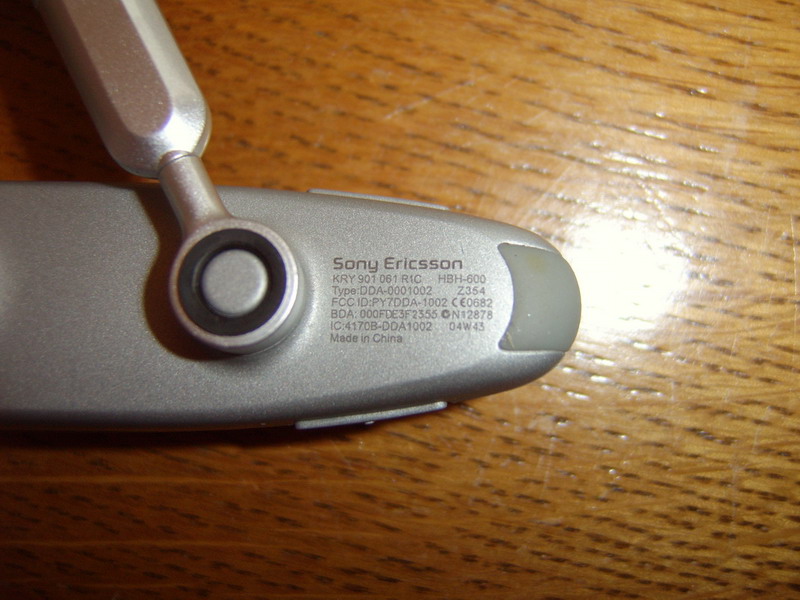 Sony Ericsson
KRY 901 061 R1C HBH-600
Type:DDA-0001002 Z354
FCC ID:PY7DDA-1002 CE0682
BDA: 000FDE3F2355 N12878
IC:4170B-DDA1002 04W43
Made in China